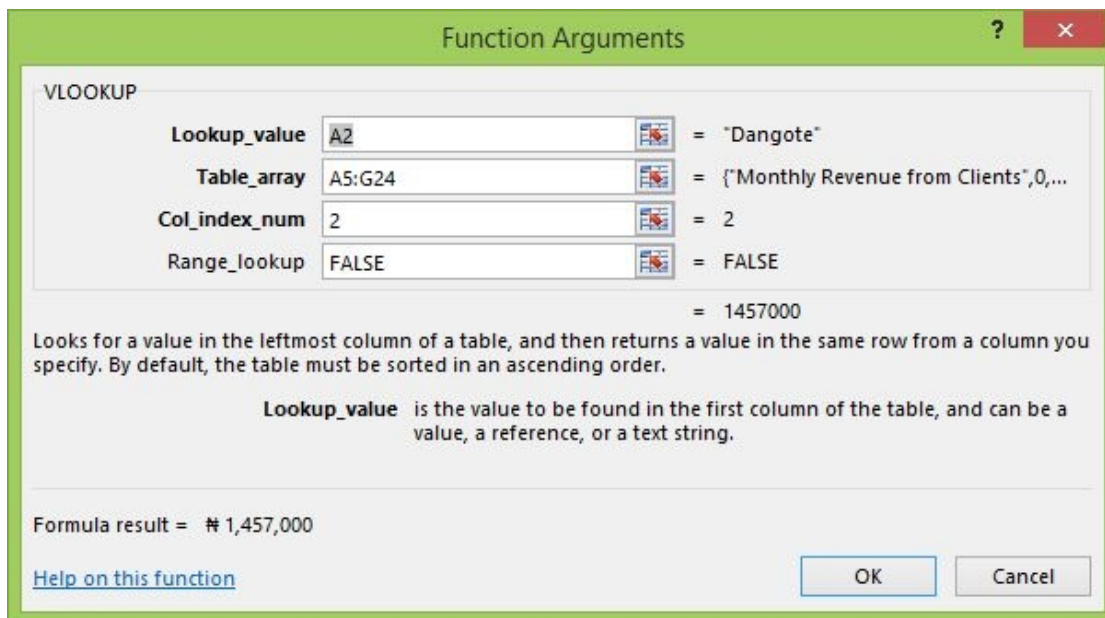 Function Arguments ? ×
VLOOKUP
Lookup_value A2 = "Dangote"
Table_array A5:G24 = {"Monthly Revenue from Clients",0,...
Col_index_num 2 = 2
Range_lookup FALSE = FALSE
= 1457000
Looks for a value in the leftmost column of a table, and then returns a value in the same row from a column you
specify. By default, the table must be sorted in an ascending order.
Lookup_value is the value to be found in the first column of the table, and can be a
value, a reference, or a text string.
Formula result = ₦ 1,457,000
Help on this function OK Cancel